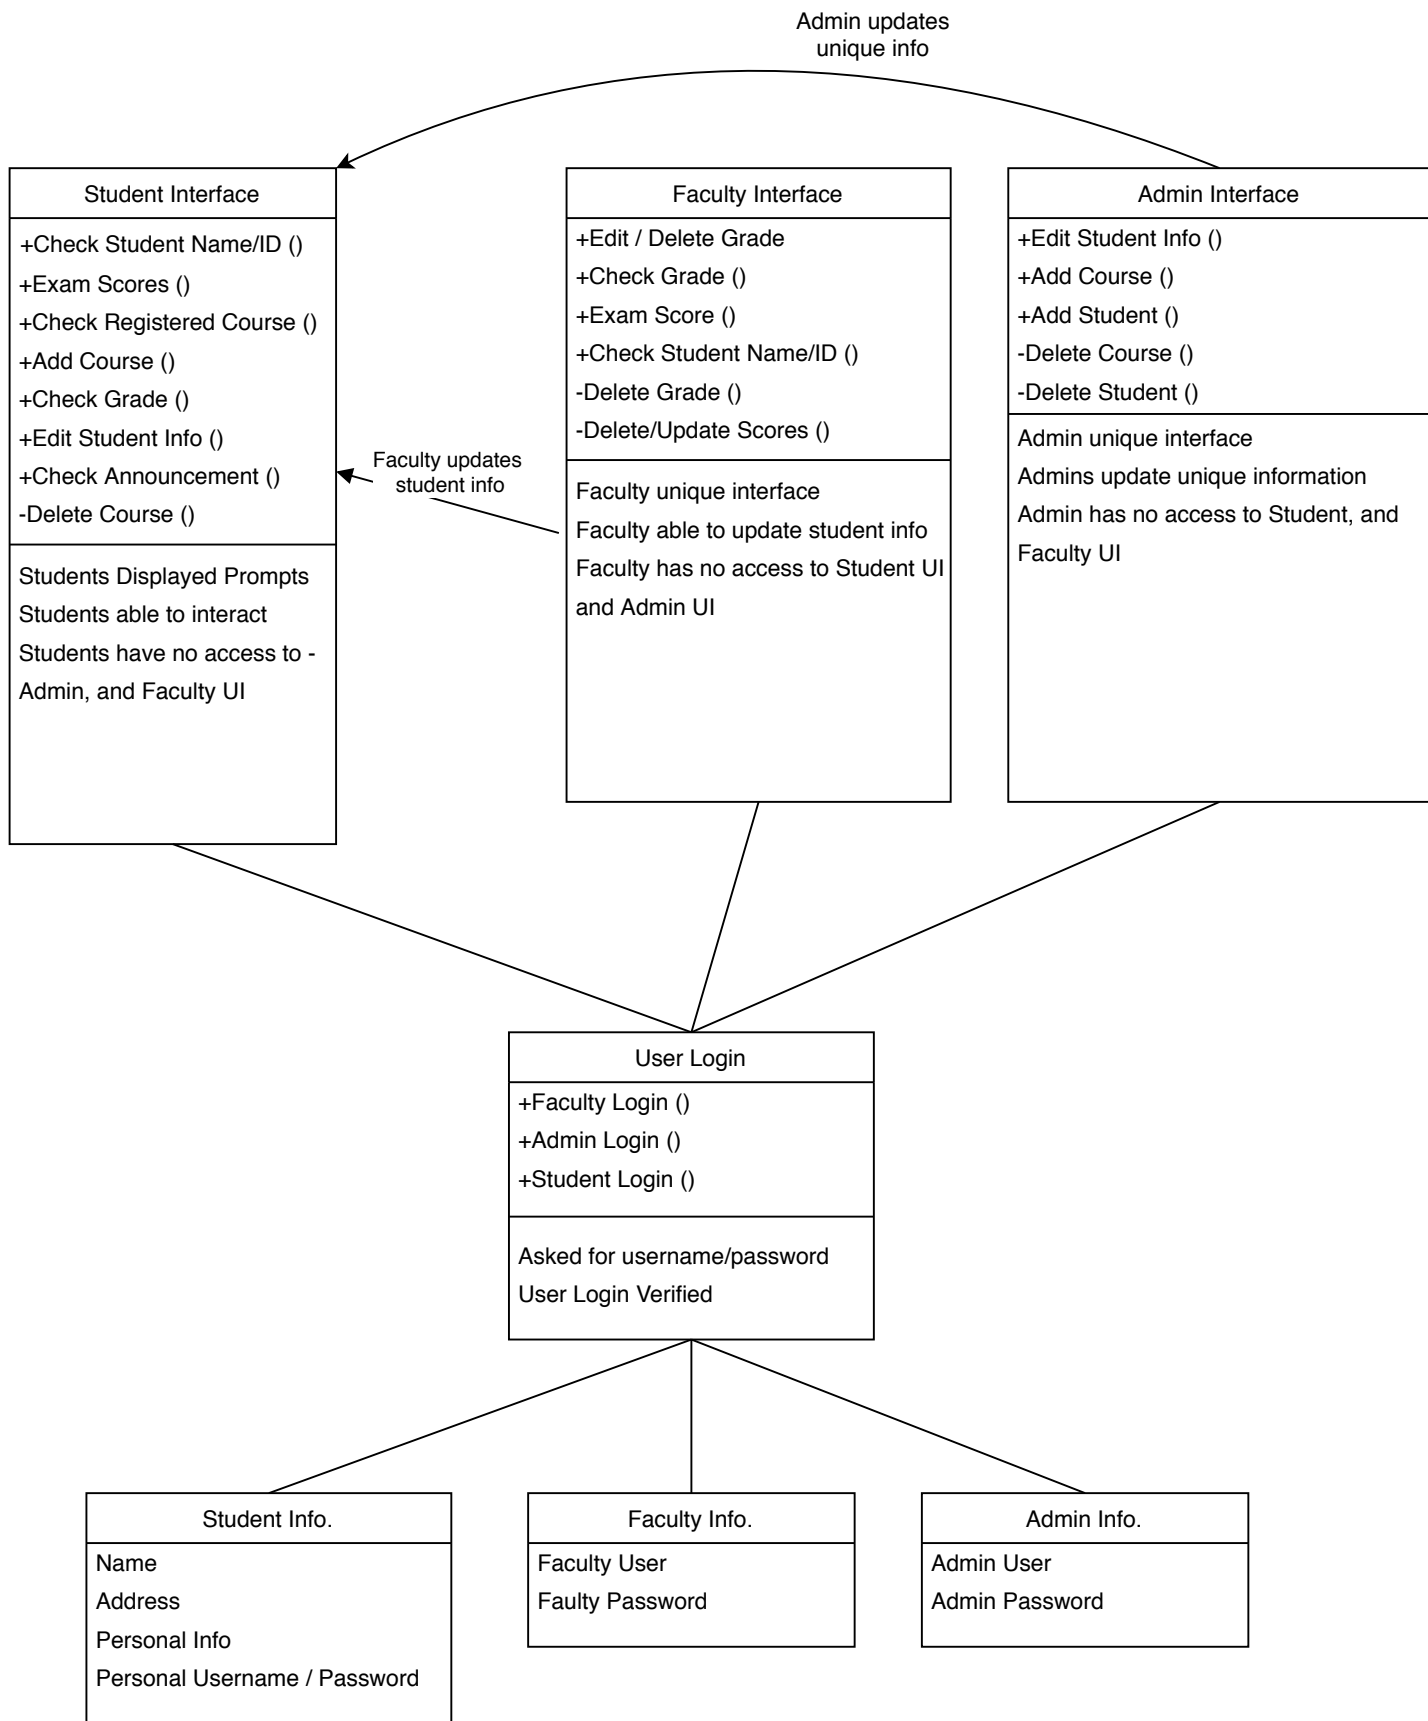 Admin updates
unique info
Student Interface
+Check Student Name/ID ()
+Exam Scores ()
+Check Registered Course ()
+Add Course ()
+Check Grade ()
+Edit Student Info ()
+Check Announcement ()
-Delete Course ()
Students Displayed Prompts
Students able to interact
Students have no access to -
Admin, and Faculty UI
Faculty updates
student info
Faculty Interface
+Edit / Delete Grade
+Check Grade ()
+Exam Score ()
+Check Student Name/ID ()
-Delete Grade ()
-Delete/Update Scores ()
Faculty unique interface
Faculty able to update student info
Faculty has no access to Student UI
and Admin UI
Admin Interface
+Edit Student Info ()
+Add Course ()
+Add Student ()
-Delete Course ()
-Delete Student ()
Admin unique interface
Admins update unique information
Admin has no access to Student, and
Faculty UI
User Login
+Faculty Login ()
+Admin Login ()
+Student Login ()
Asked for username/password
User Login Verified
Student Info.
Name
Address
Personal Info
Personal Username / Password
Faculty Info.
Faculty User
Faulty Password
Admin Info.
Admin User
Admin Password